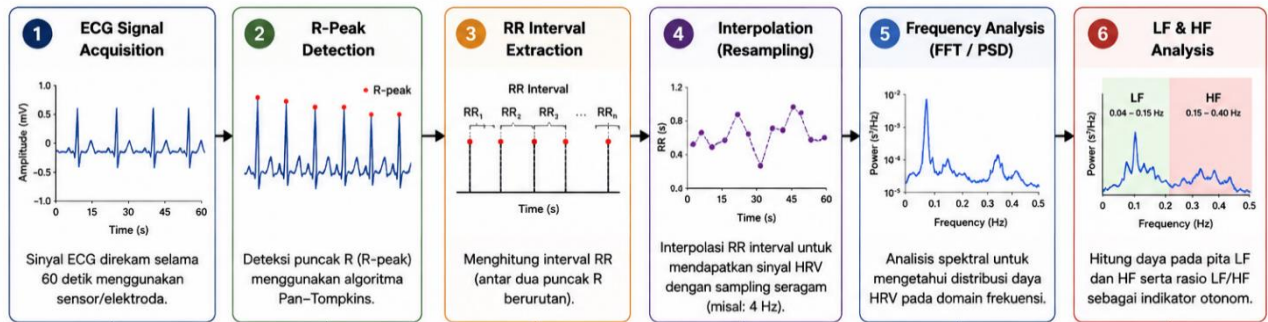 1
ECG Signal
Acquisition
Amplitude (mV)
1.0
0.5
0
-0.5
-1.0
0 15 30 45 60
Time (s)
Sinyal ECG direkam selama
60 detik menggunakan
sensor/elektroda.
2
R-Peak
Detection
R-peak
Deteksi puncak R (R-peak)
menggunakan algoritma
Pan–Tompkins.
3
RR Interval
Extraction
RR Interval
RR₁ RR₂ RR₃ ... RRₙ
Menghitung interval RR
(antar dua puncak R
berurutan).
4
Interpolation
(Resampling)
RR (s)
1.2
0.8
0.4
0.0
0 15 30 45 60
Time (s)
Interpolasi RR interval untuk
mendapatkan sinyal HRV
dengan sampling seragam
(misal: 4 Hz).
5
Frequency Analysis
(FFT / PSD)
Power (s²/Hz)
10⁻²
10⁻³
10⁻⁴
10⁻⁵
0 0.1 0.2 0.3 0.4 0.5
Frequency (Hz)
Analisis spektral untuk
mengetahui distribusi daya
HRV pada domain frekuensi.
6
LF & HF
Analysis
LF HF
0.04 – 0.15 Hz 0.15 – 0.40 Hz
Power (s²/Hz)
0 0.1 0.2 0.3 0.4 0.5
Frequency (Hz)
Hitung daya pada pita LF
dan HF serta rasio LF/HF
sebagai indikator otonom.